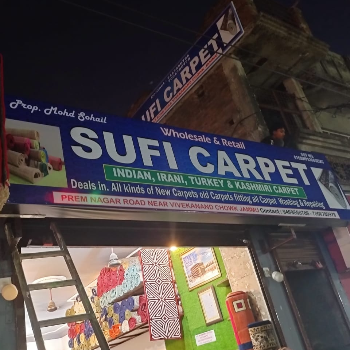 SUFI CARPET
Prop. Mohd Sohail
Wholesale & Retail
SUFI CARPET
INDIAN, IRANI, TURKEY & KASHMIRI CARPET
Deals in. All Kinds of New Carpets old Carpets fitting all Carpet Washing & Repairing
PREM NAGAR ROAD NEAR VIVEKANAND CHOWK JAMMU